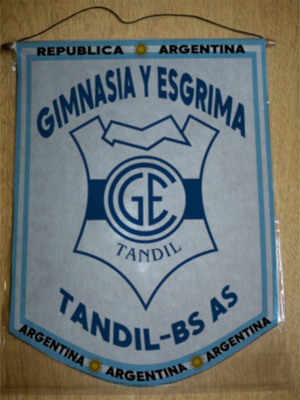 REPUBLICA ARGENTINA
GIMNASIA Y ESGRIMA
GE
TANDIL
TANDIL-BS AS
ARGENTINA ARGENTINA ARGENTINA